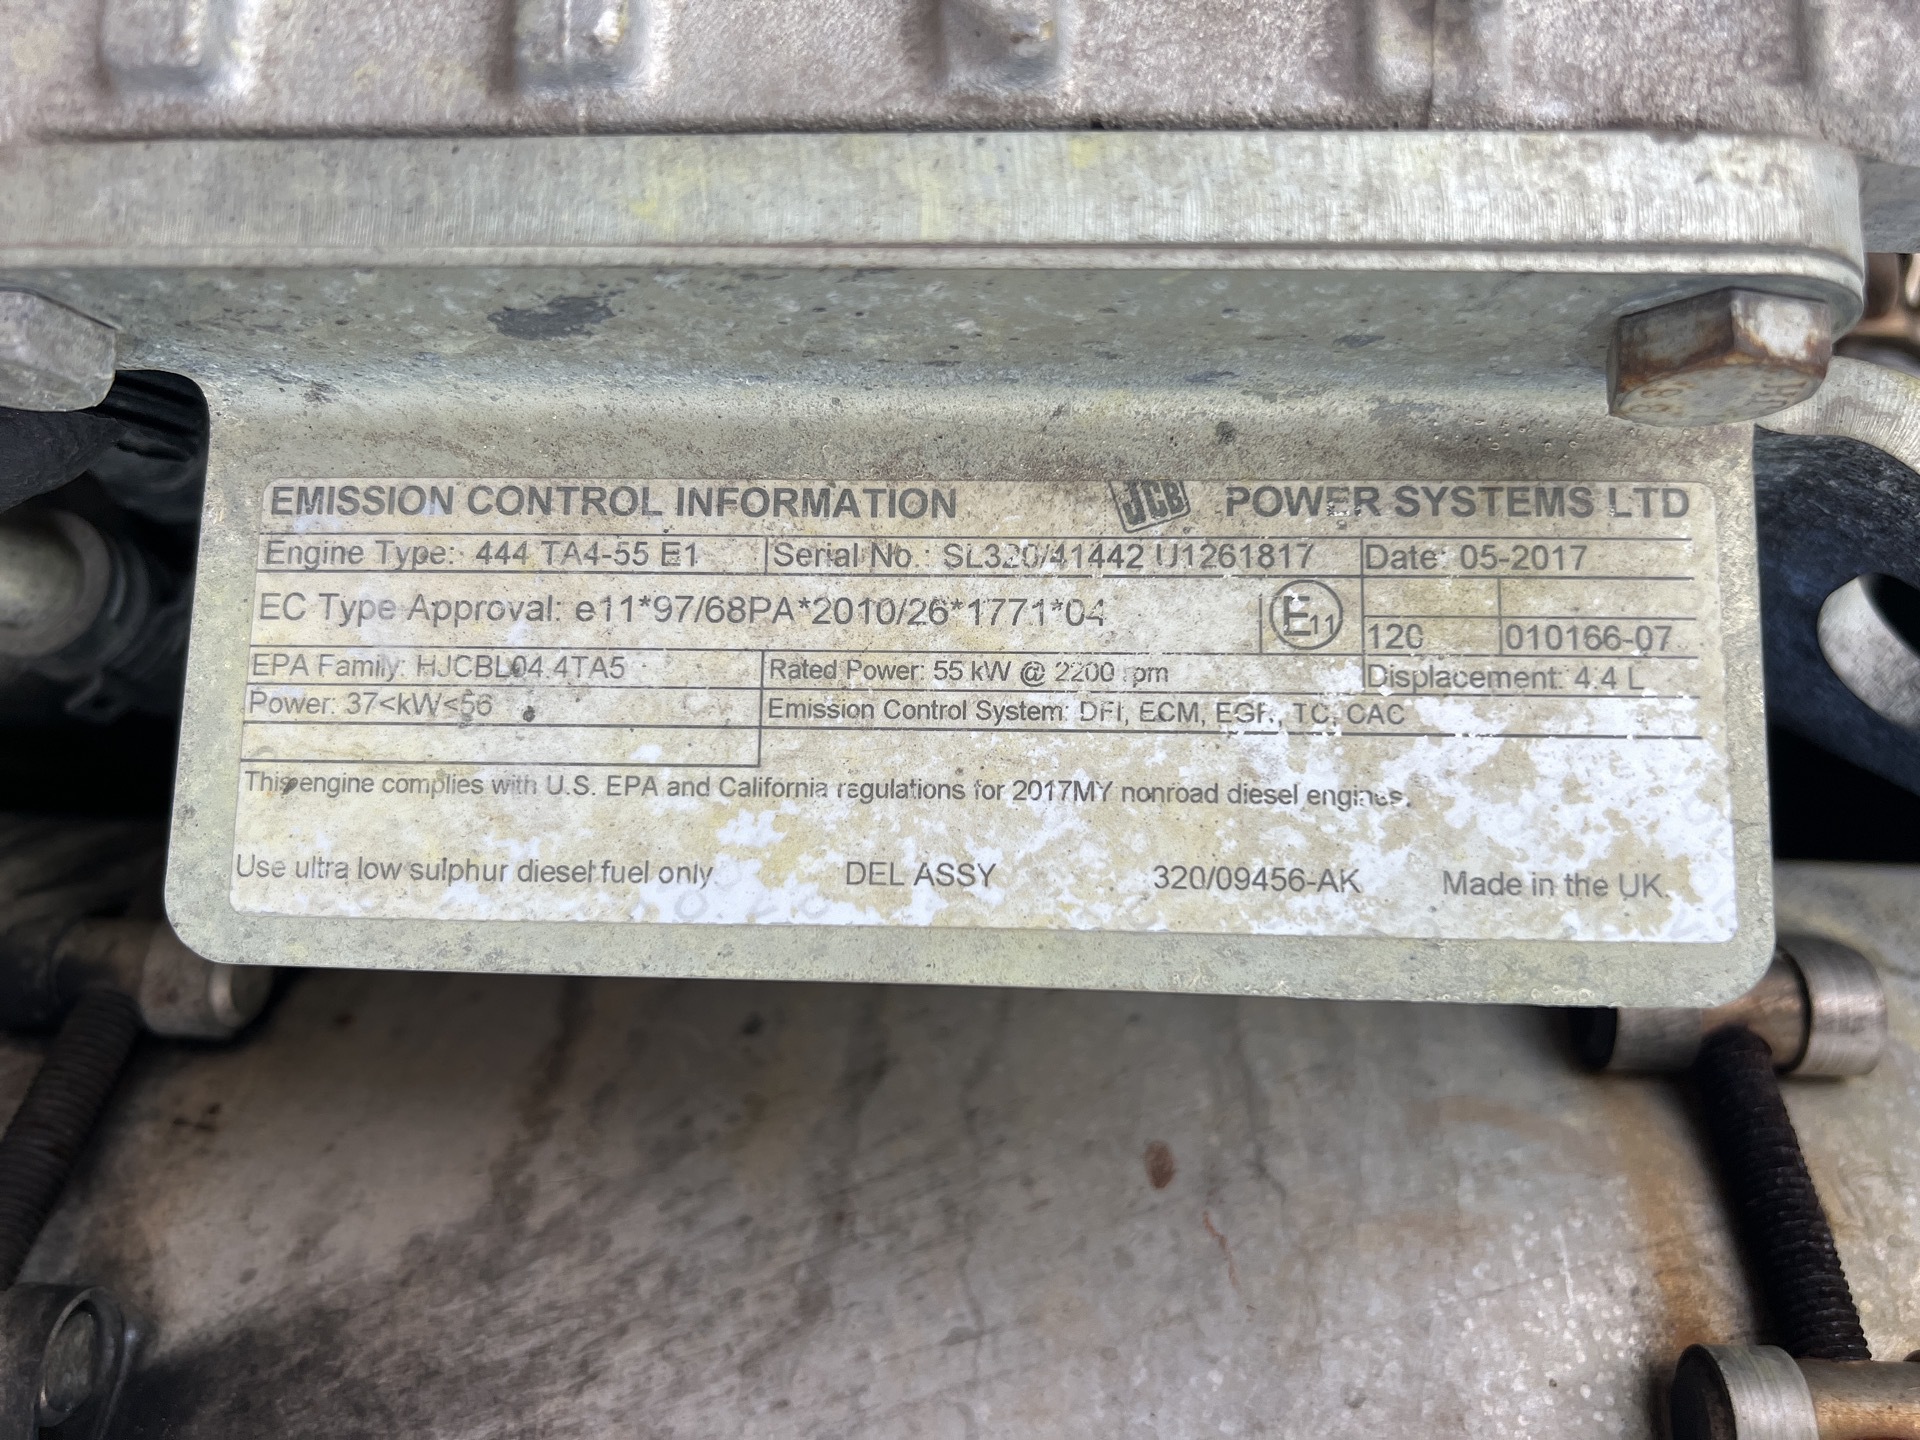 EMISSION CONTROL INFORMATION JCB POWER SYSTEMS LTD
Engine Type: 444 TA4-55 E1 Serial No.: SL320/41442 U1261817 Date: 05-2017
EC Type Approval: e11*97/68PA*2010/26*1771*04 E11
120 010166-07
EPA Family: HJCBL04.4TA5 Rated Power: 55 kW @ 2200 rpm Displacement: 4.4 L
Power: 37<kW<56 Emission Control System: DFI, ECM, EGR, TC, CAC
This engine complies with U.S. EPA and California regulations for 2017MY nonroad diesel engines.
Use ultra low sulphur diesel fuel only DEL ASSY 320/09456-AK Made in the UK.